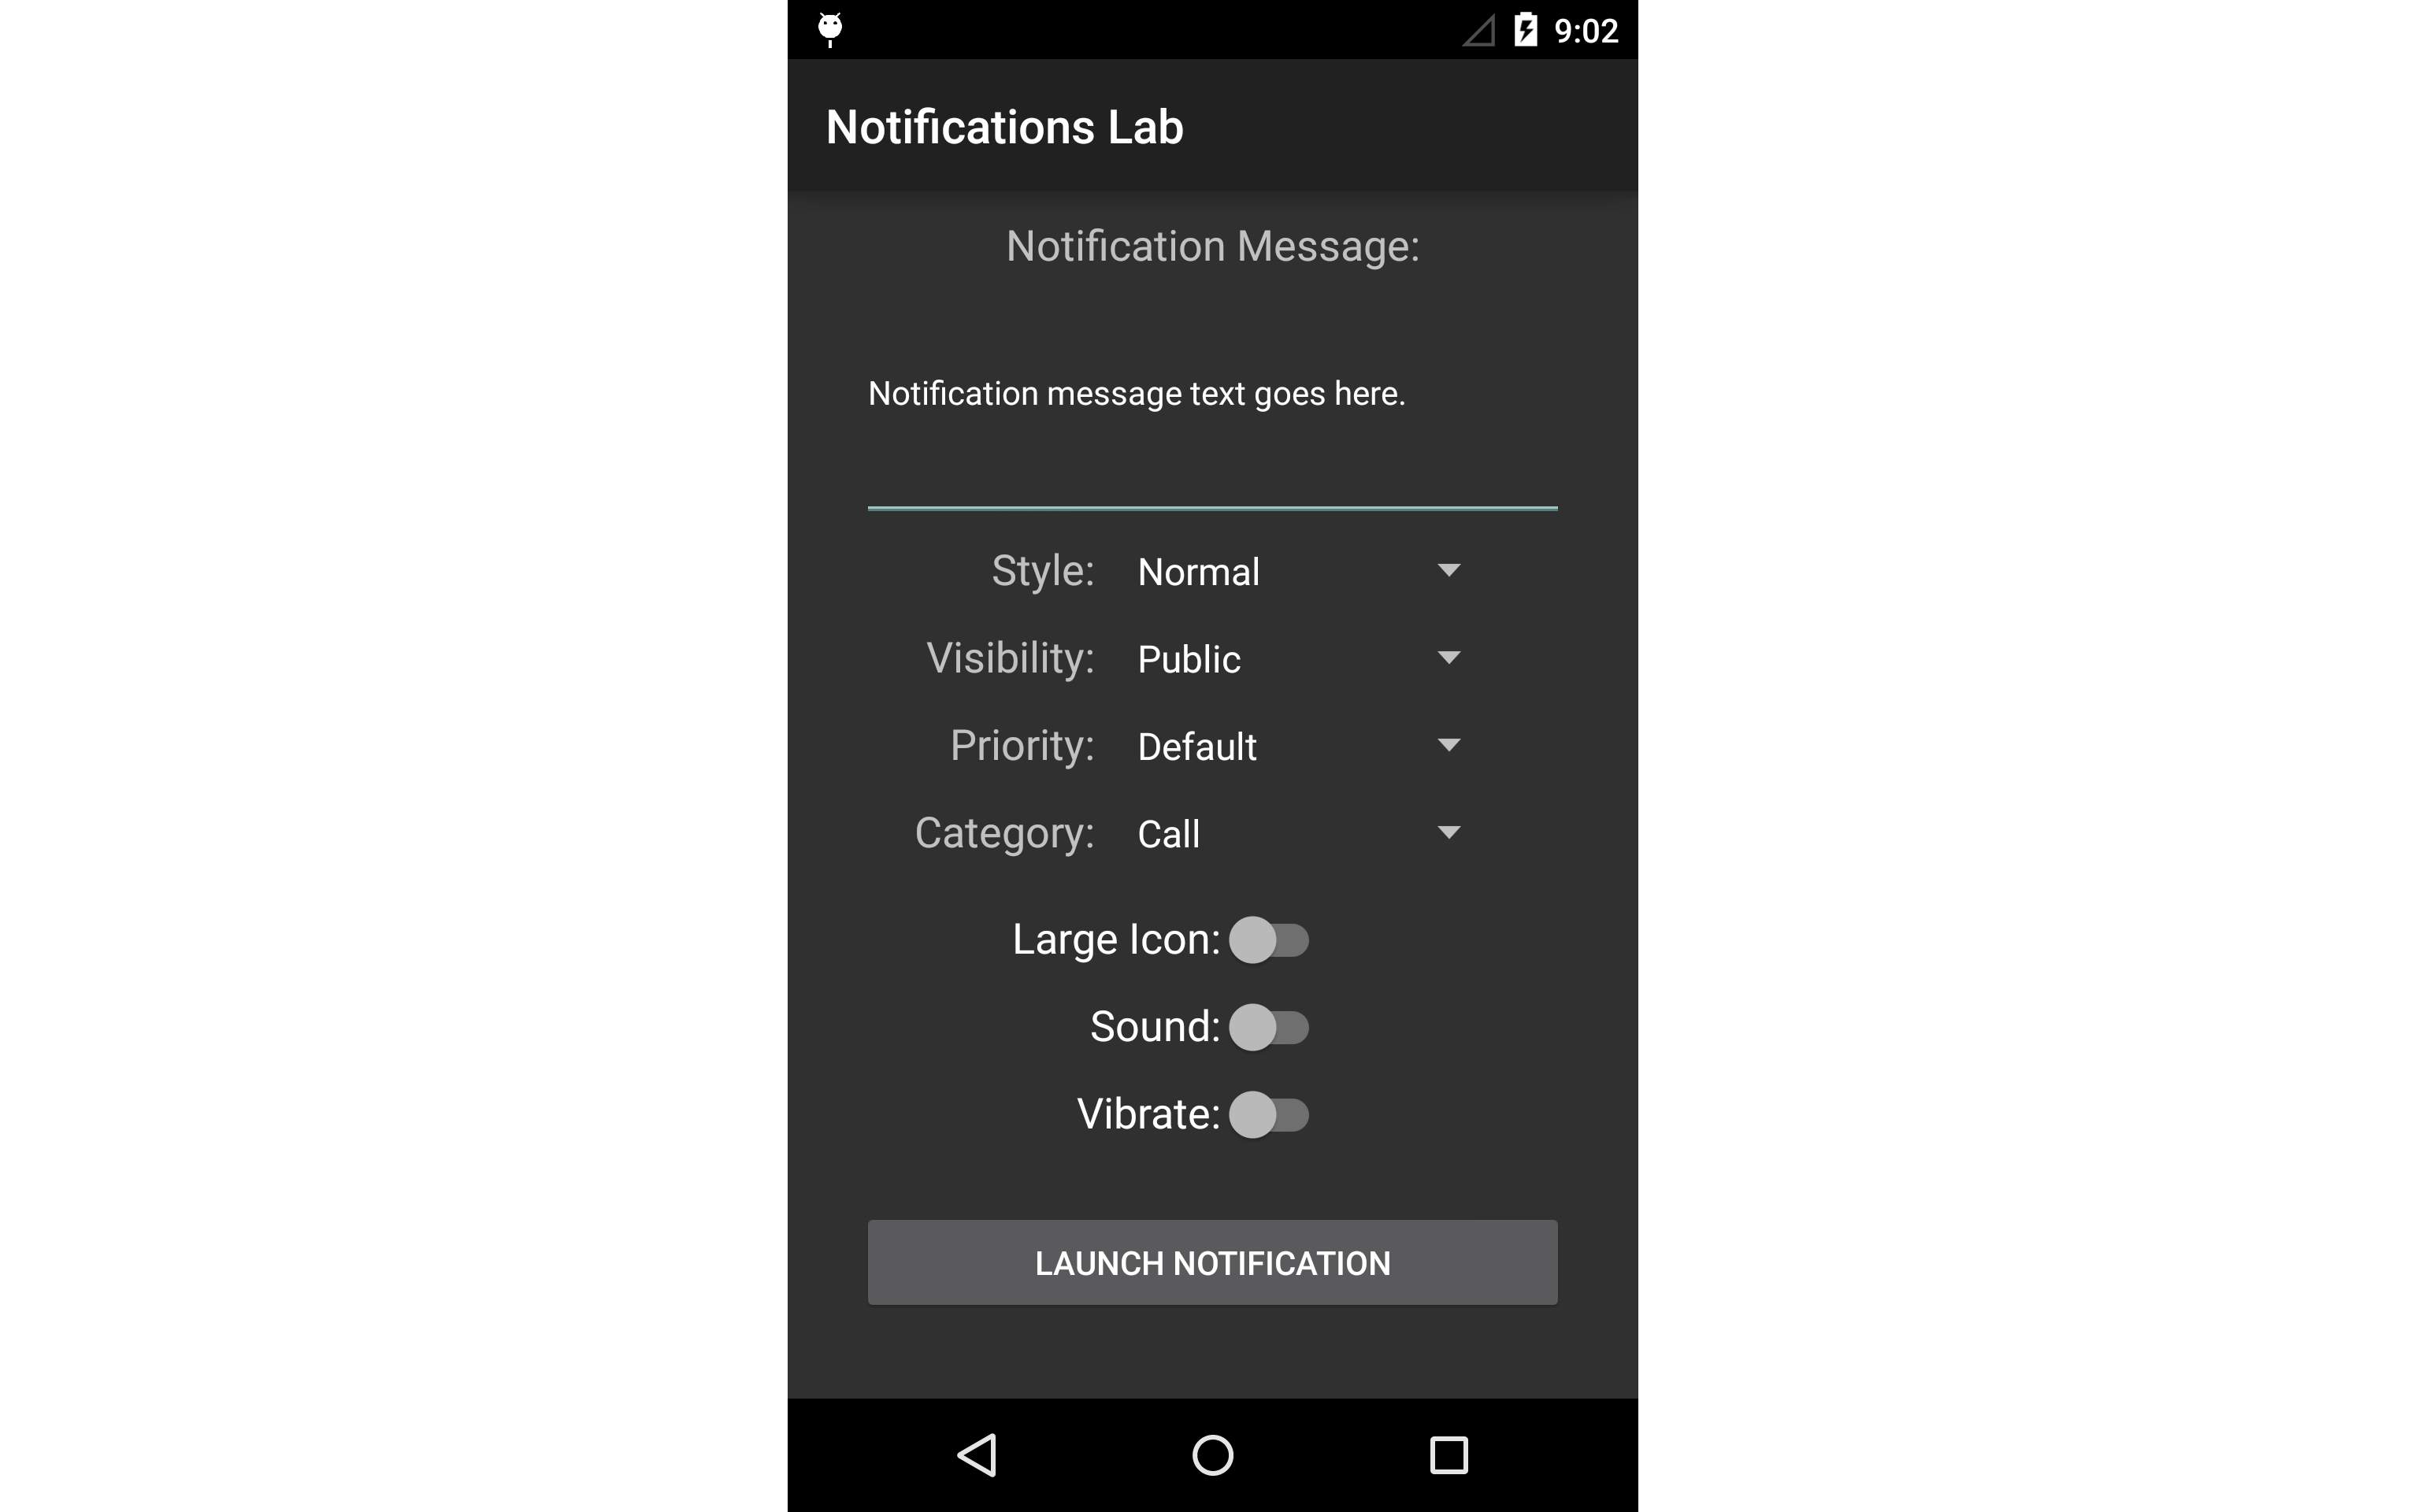 9:02
Notifications Lab
Notification Message:
Notification message text goes here.
Style: Normal
Visibility: Public
Priority: Default
Category: Call
Large Icon:
Sound:
Vibrate:
LAUNCH NOTIFICATION